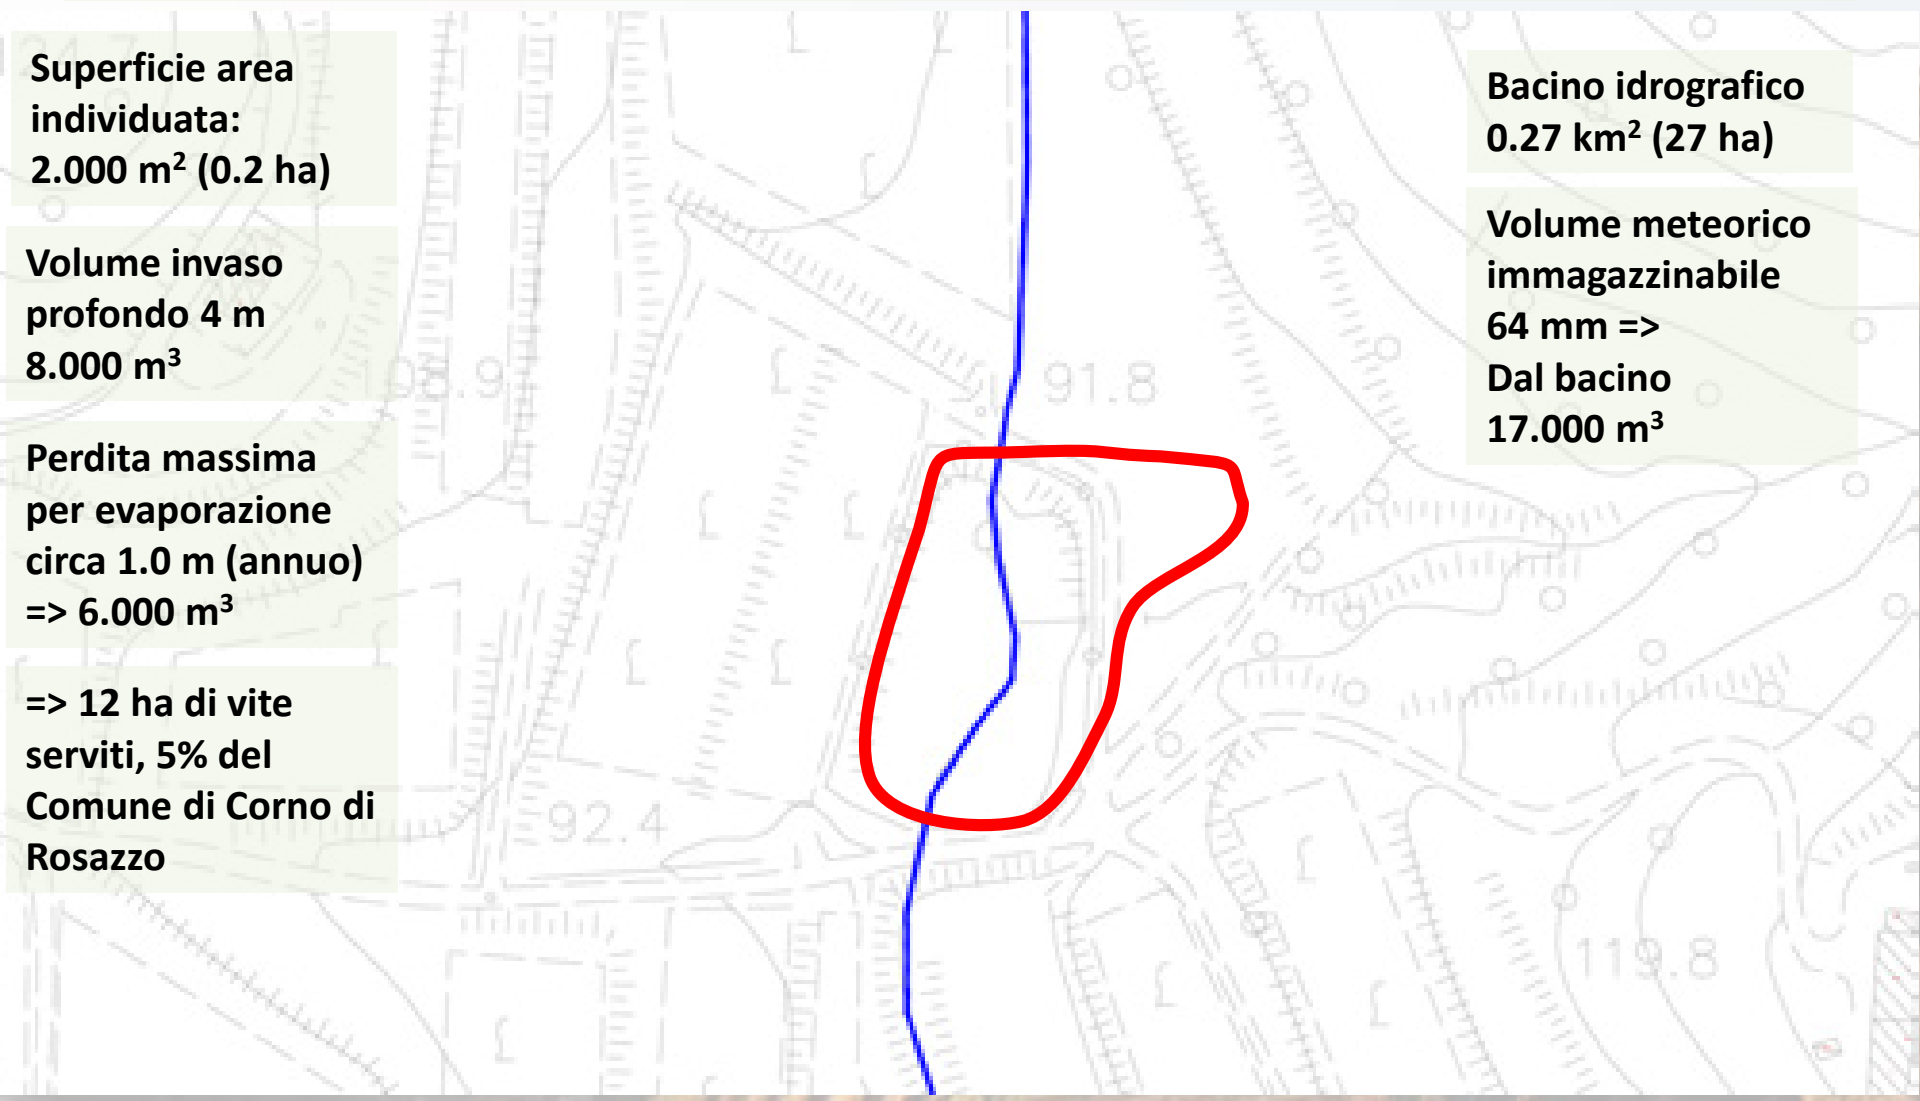 Superficie area
individuata:
2.000 m² (0.2 ha)
Volume invaso
profondo 4 m
8.000 m³
Perdita massima
per evaporazione
circa 1.0 m (annuo)
=> 6.000 m³
=> 12 ha di vite
serviti, 5% del
Comune di Corno di
Rosazzo
Bacino idrografico
0.27 km² (27 ha)
Volume meteorico
immagazzinabile
64 mm =>
Dal bacino
17.000 m³
91.8
92.4
119.8